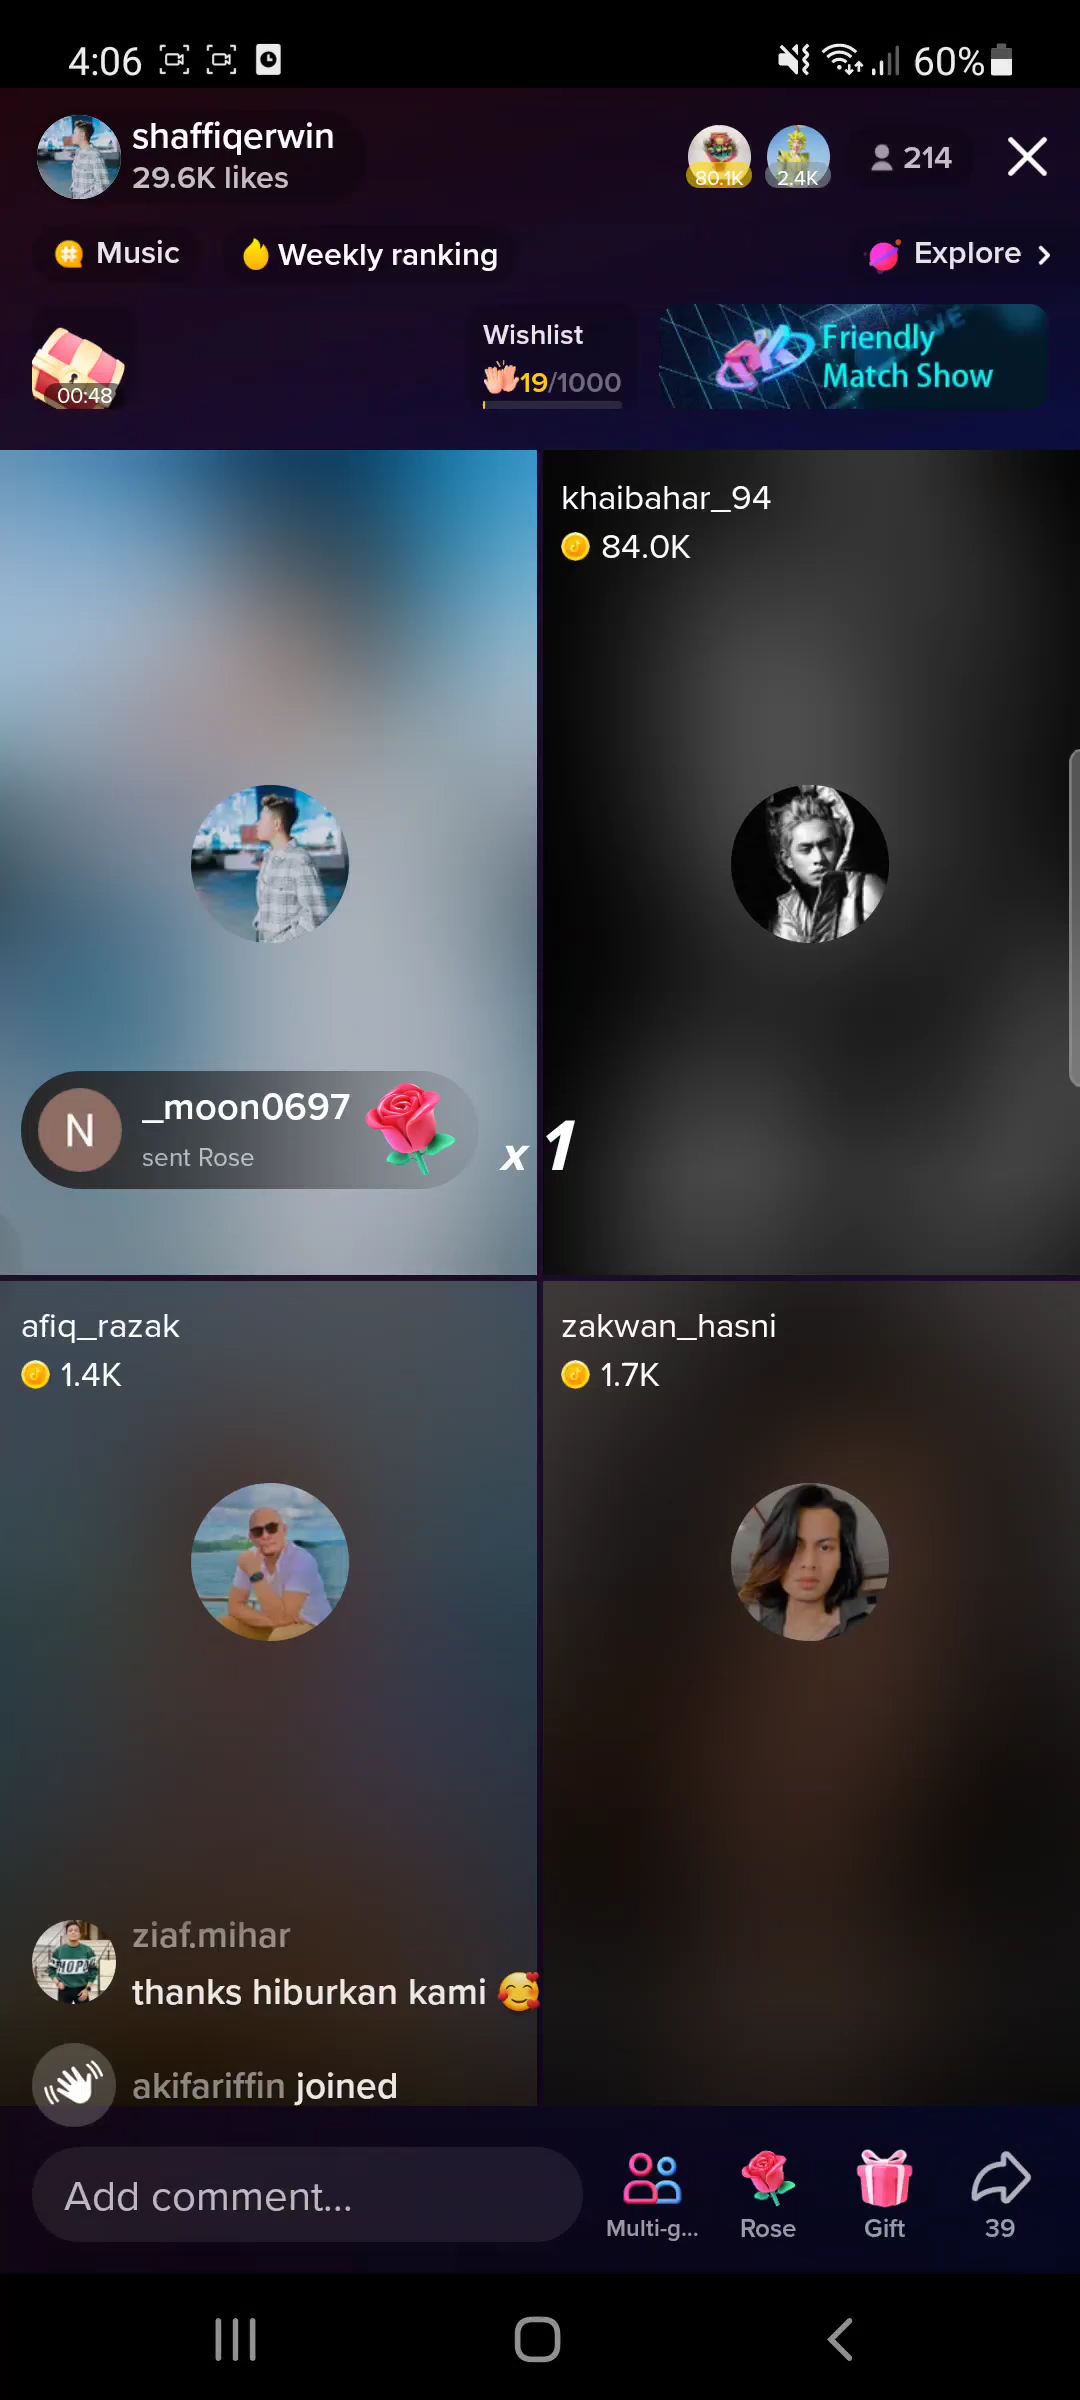 4:06
60%
shaffiqerwin
29.6K likes
80.1K
2.4K
214
Music
Weekly ranking
Explore
00:48
Wishlist
19/1000
Friendly
Match Show
khaibahar_94
84.0K
N
_moon0697
sent Rose
x 1
afiq_razak
1.4K
zakwan_hasni
1.7K
ziaf.mihar
thanks hiburkan kami 🥰
akifariffin joined
Add comment...
Multi-g...
Rose
Gift
39